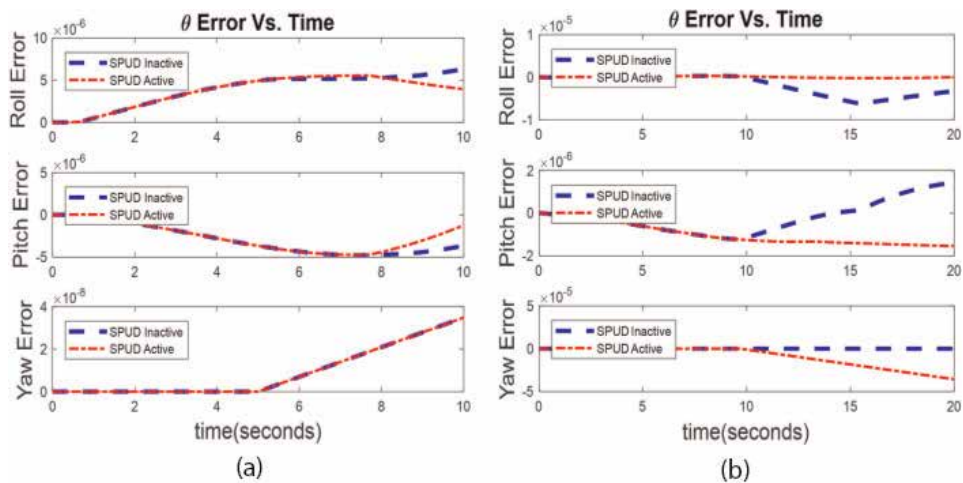 θ Error Vs. Time
×10⁻⁶
Roll Error
10
5
0
SPUD Inactive
SPUD Active
0 2 4 6 8 10
×10⁻⁶
Pitch Error
5
0
-5
SPUD Inactive
SPUD Active
0 2 4 6 8 10
×10⁻⁸
Yaw Error
4
2
0
SPUD Inactive
SPUD Active
0 2 4 6 8 10
time(seconds)
(a)
θ Error Vs. Time
×10⁻⁵
Roll Error
1
0
-1
SPUD Inactive
SPUD Active
0 5 10 15 20
×10⁻⁶
Pitch Error
2
0
-2
SPUD Inactive
SPUD Active
0 5 10 15 20
×10⁻⁵
Yaw Error
5
0
-5
SPUD Inactive
SPUD Active
0 5 10 15 20
time(seconds)
(b)